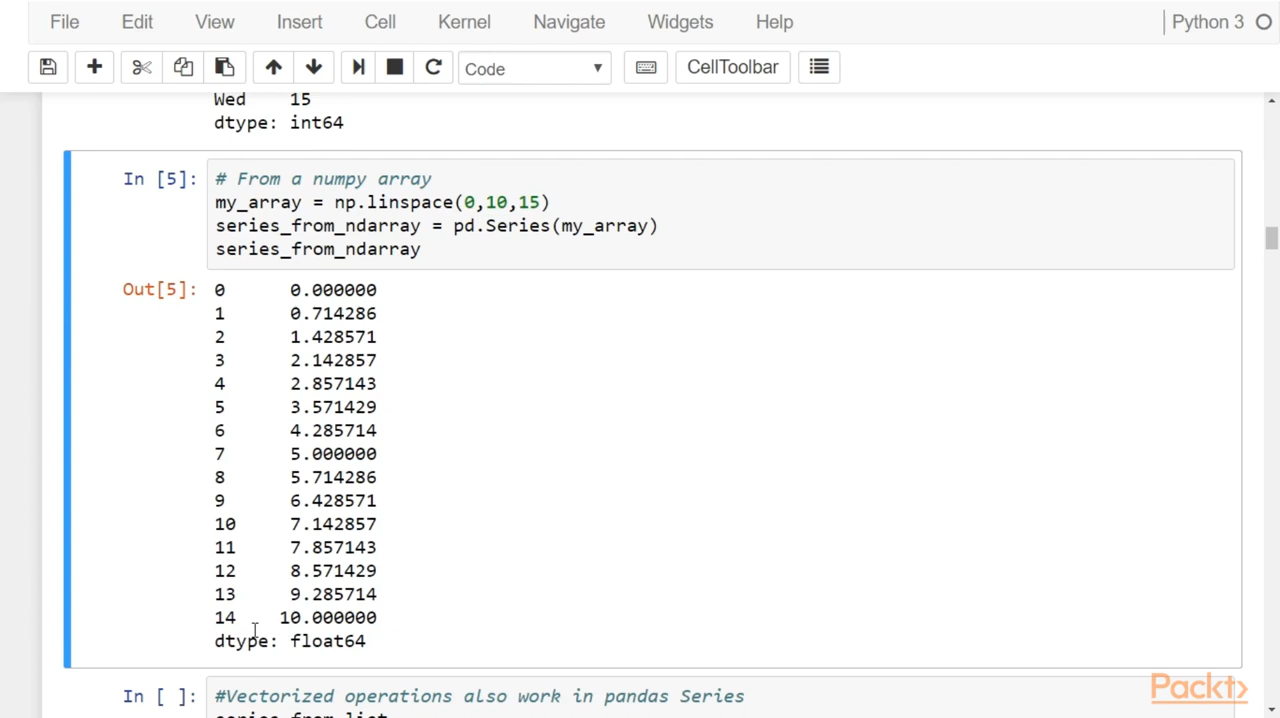 File Edit View Insert Cell Kernel Navigate Widgets Help Python 3
Code CellToolbar
Wed 15
dtype: int64
In [5]: # From a numpy array
my_array = np.linspace(0,10,15)
series_from_ndarray = pd.Series(my_array)
series_from_ndarray
Out[5]: 0 0.000000
1 0.714286
2 1.428571
3 2.142857
4 2.857143
5 3.571429
6 4.285714
7 5.000000
8 5.714286
9 6.428571
10 7.142857
11 7.857143
12 8.571429
13 9.285714
14 10.000000
dtype: float64
In [ ]: #Vectorized operations also work in pandas Series
series_from_list
Packt